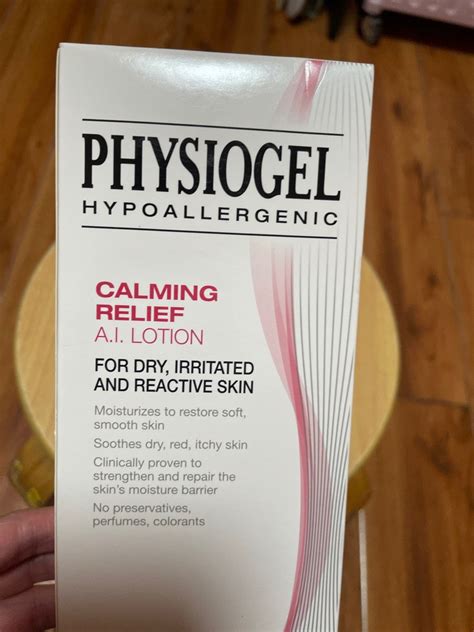 PHYSIOGEL
HYPOALLERGENIC
CALMING
RELIEF
A.I. LOTION
FOR DRY, IRRITATED
AND REACTIVE SKIN
Moisturizes to restore soft,
smooth skin
Soothes dry, red, itchy skin
Clinically proven to
strengthen and repair the
skin's moisture barrier
No preservatives,
perfumes, colorants